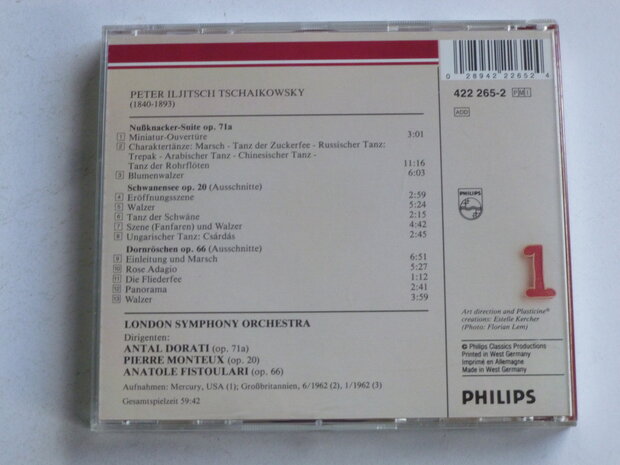 PETER ILJITSCH TSCHAIKOWSKY
(1840-1893)
Nußknacker-Suite op. 71a
1 Miniatur-Ouvertüre 3:01
2 Charaktertänze: Marsch - Tanz der Zuckerfee - Russischer Tanz:
Trepak - Arabischer Tanz - Chinesischer Tanz -
Tanz der Rohrflöten 11:16
3 Blumenwalzer 6:03
Schwanensee op. 20 (Ausschnitte)
4 Eröffnungsszene 2:59
5 Walzer 5:24
6 Tanz der Schwäne 2:15
7 Szene (Fanfaren) und Walzer 4:42
8 Ungarischer Tanz: Csárdás 2:45
Dornröschen op. 66 (Ausschnitte)
9 Einleitung und Marsch 6:51
10 Rose Adagio 5:27
11 Die Fliederfee 1:12
12 Panorama 2:41
13 Walzer 3:59
LONDON SYMPHONY ORCHESTRA
Dirigenten:
ANTAL DORATI (op. 71a)
PIERRE MONTEUX (op. 20)
ANATOLE FISTOULARI (op. 66)
Aufnahmen: Mercury, USA (1); Großbritannien, 6/1962 (2), 1/1962 (3)
Gesamtspielzeit 59:42
0 28942 22652 4
422 265-2 PMI
ADD
PHILIPS
1
Art direction and Plasticine®
creations: Estelle Kercher
(Photo: Florian Lem)
℗ Philips Classics Productions
Printed in West Germany
Imprimé en Allemagne
Made in West Germany
PHILIPS